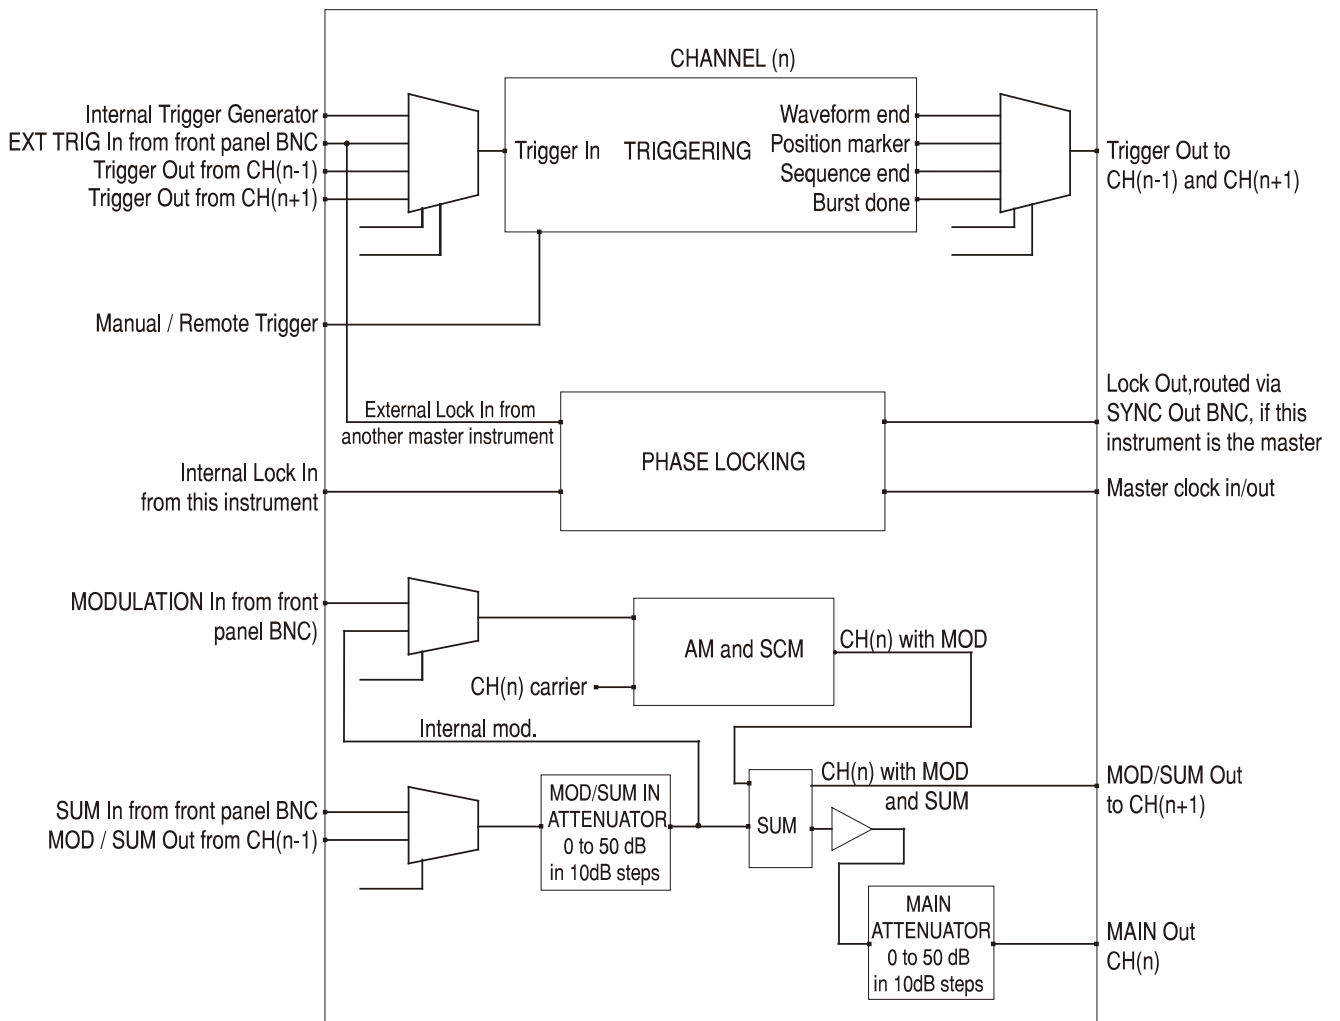 CHANNEL (n)
Internal Trigger Generator
EXT TRIG In from front panel BNC
Trigger Out from CH(n-1)
Trigger Out from CH(n+1)
Trigger In
TRIGGERING
Waveform end
Position marker
Sequence end
Burst done
Trigger Out to
CH(n-1) and CH(n+1)
Manual / Remote Trigger
External Lock In from
another master instrument
Internal Lock In
from this instrument
PHASE LOCKING
Lock Out,routed via
SYNC Out BNC, if this
instrument is the master
Master clock in/out
MODULATION In from front
panel BNC)
AM and SCM
CH(n) with MOD
CH(n) carrier
Internal mod.
SUM In from front panel BNC
MOD / SUM Out from CH(n-1)
MOD/SUM IN
ATTENUATOR
0 to 50 dB
in 10dB steps
SUM
CH(n) with MOD
and SUM
MOD/SUM Out
to CH(n+1)
MAIN
ATTENUATOR
0 to 50 dB
in 10dB steps
MAIN Out
CH(n)